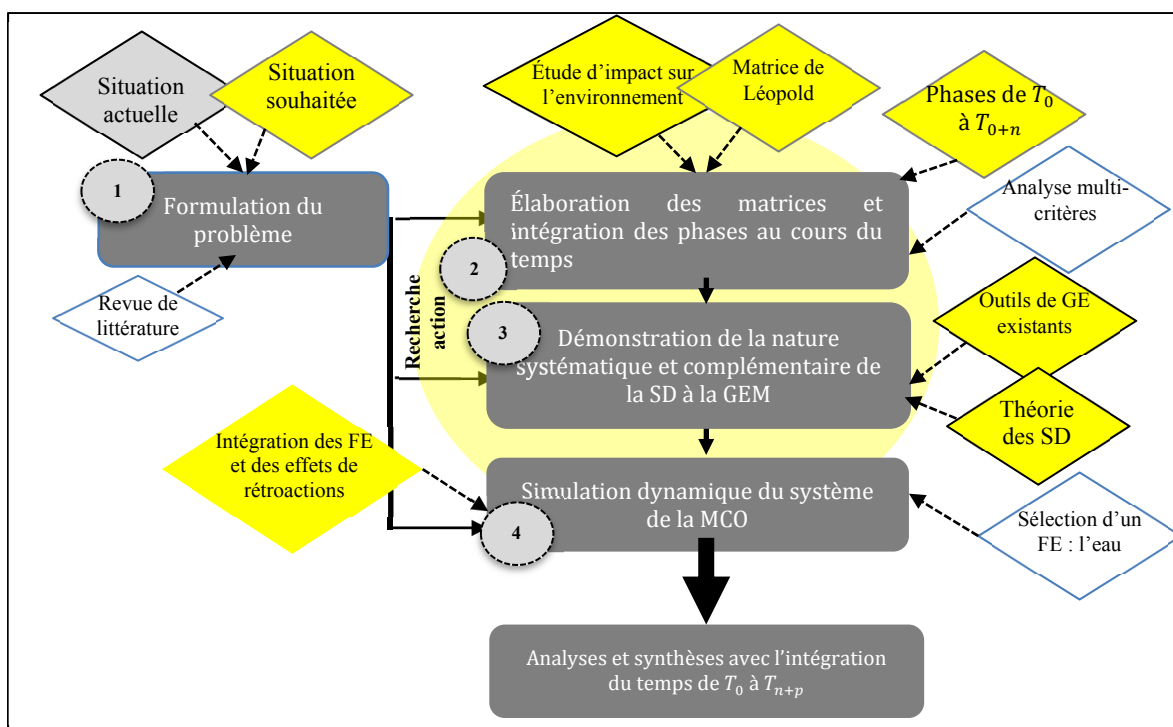 Situation
actuelle
Situation
souhaitée
Étude d'impact sur
l'environnement
Matrice de
Léopold
Phases de T₀
à T₀₊ₙ
1
Formulation du
problème
Revue de
littérature
Élaboration des matrices et
intégration des phases au cours du
temps
2
Analyse multi-
critères
Recherche
action
3
Démonstration de la nature
systématique et complémentaire de
la SD à la GEM
Outils de GE
existants
Théorie
des SD
Intégration des FE
et des effets de
rétroactions
4
Simulation dynamique du système
de la MCO
Sélection d'un
FE : l'eau
Analyses et synthèses avec l'intégration
du temps de T₀ à Tₙ₊ₚ